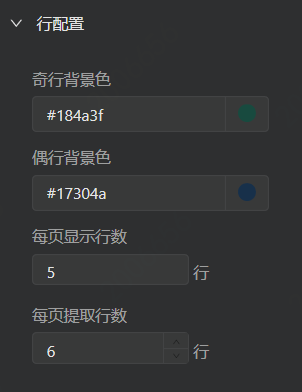 行配置
奇行背景色
#184a3f
偶行背景色
#17304a
每页显示行数
5 行
每页提取行数
6 行